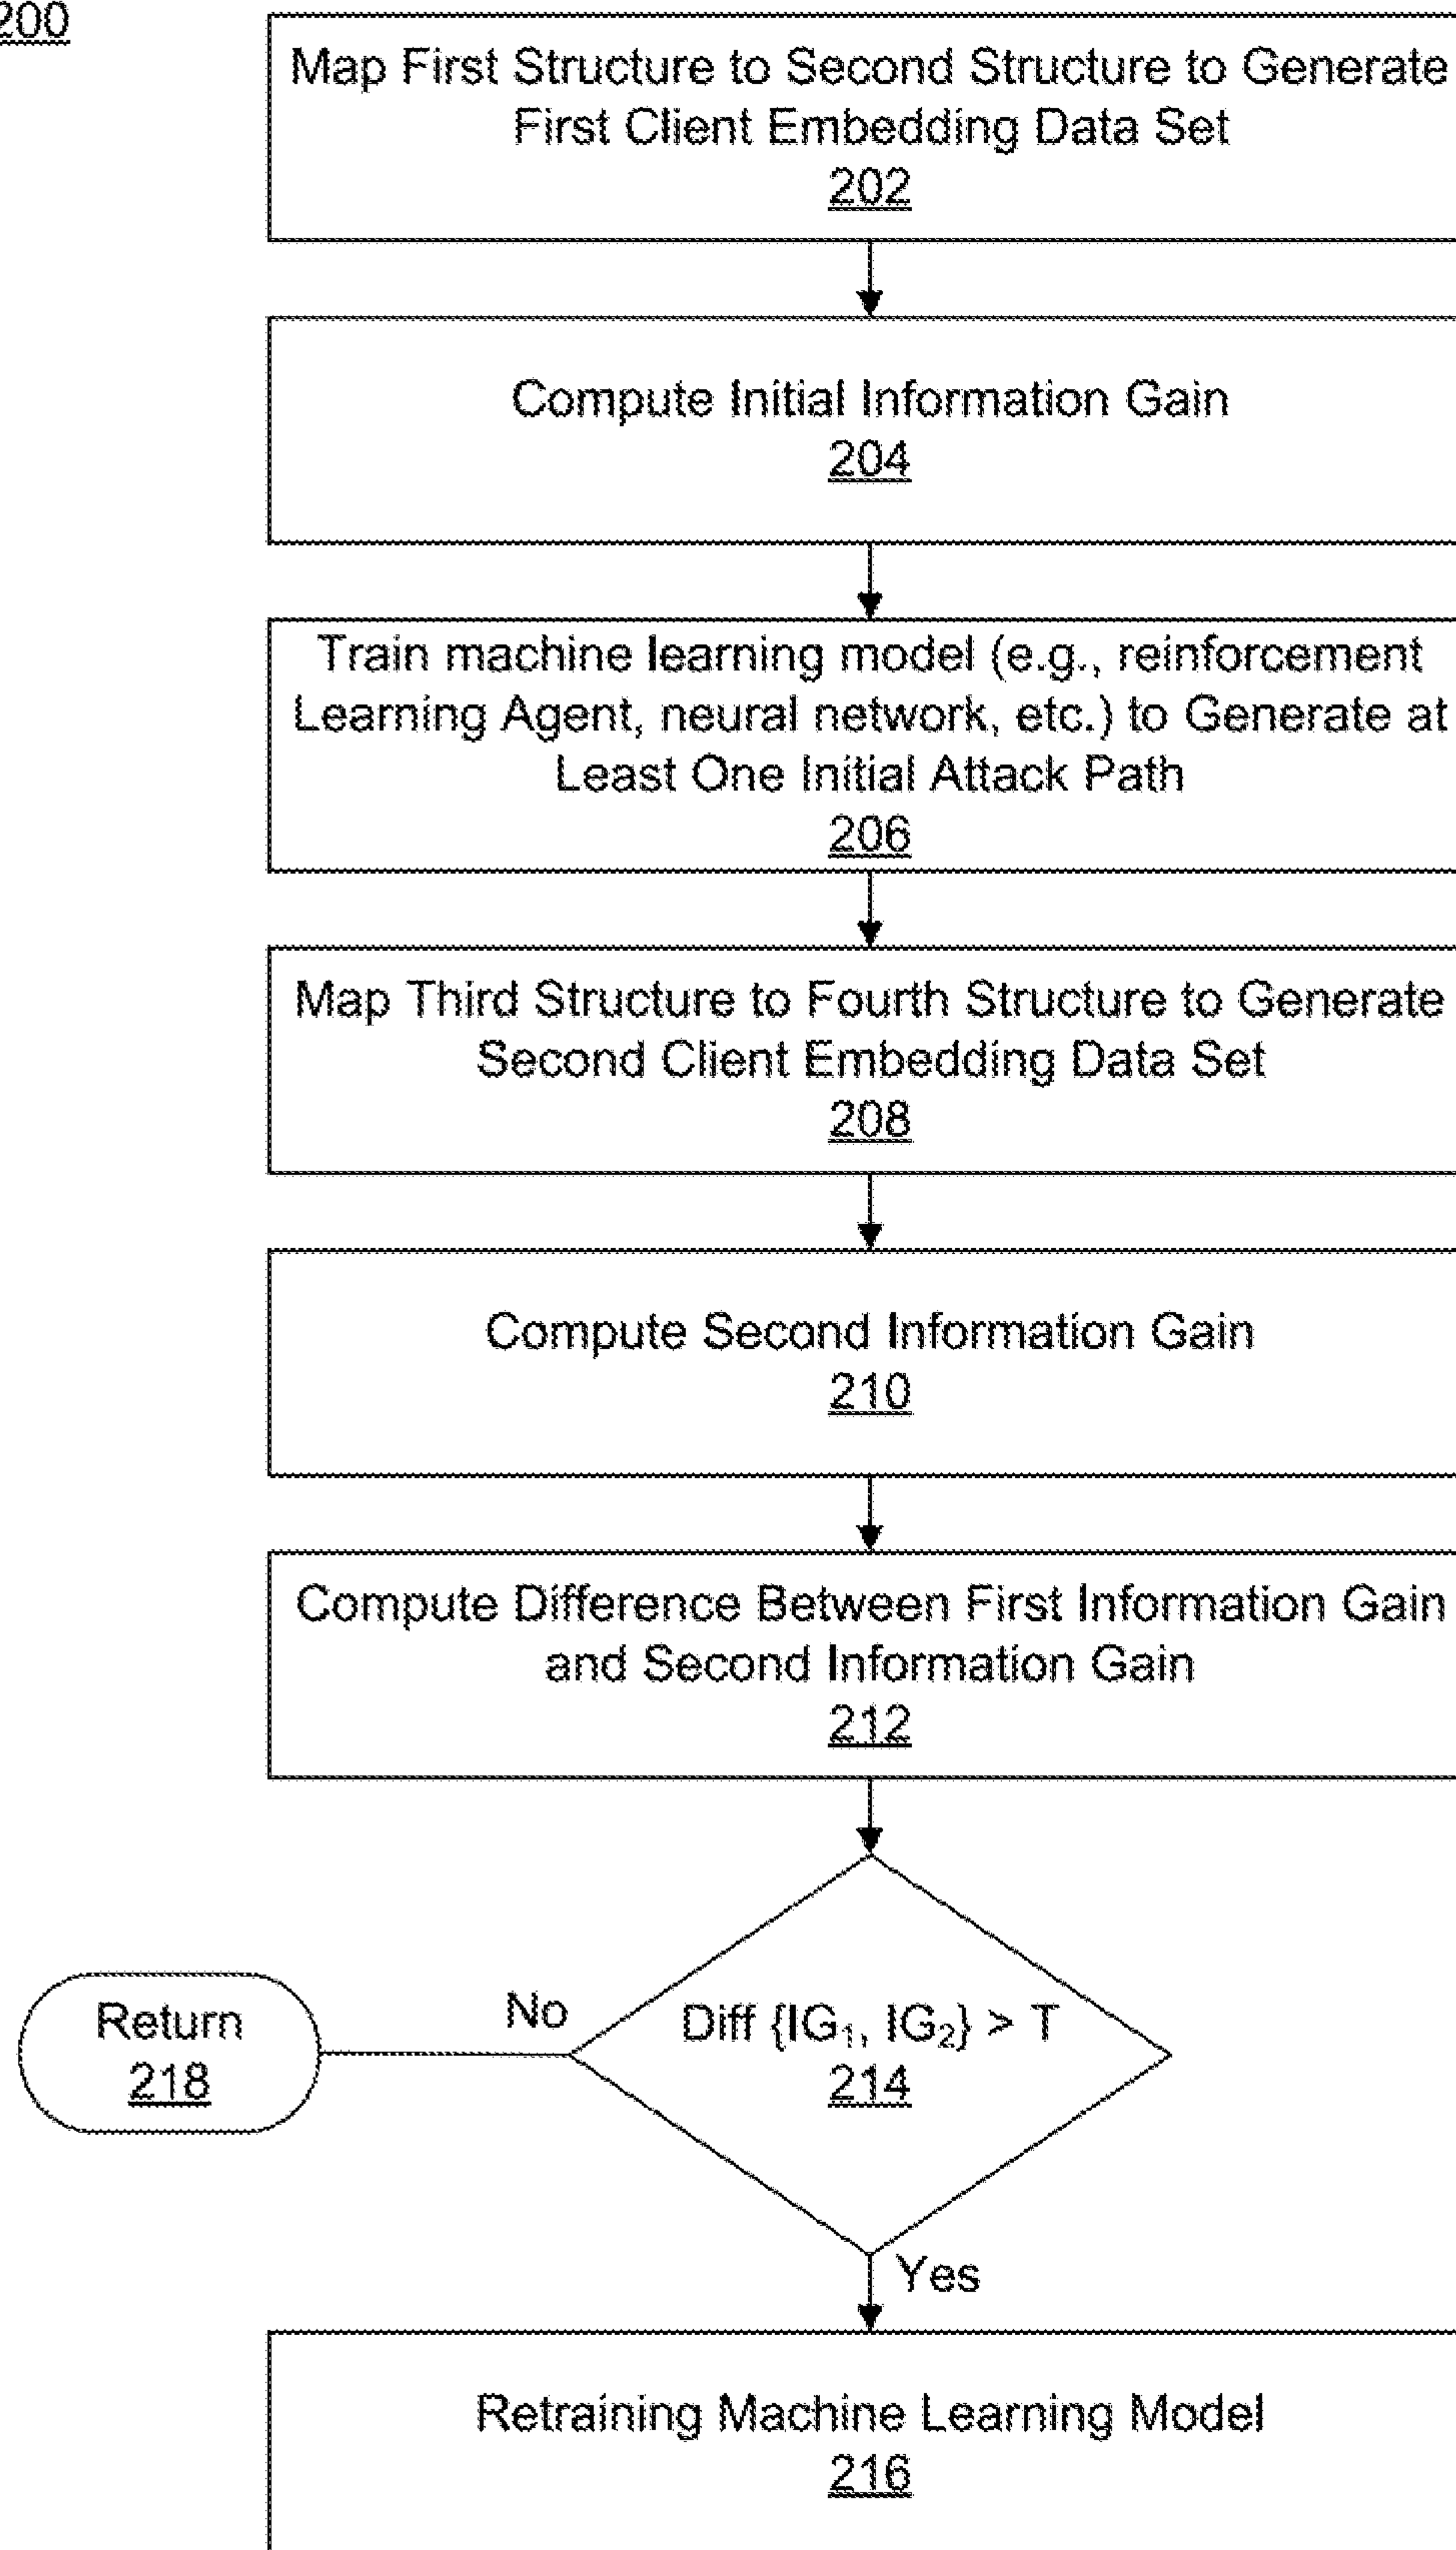 200
Map First Structure to Second Structure to Generate
First Client Embedding Data Set
202
Compute Initial Information Gain
204
Train machine learning model (e.g., reinforcement
Learning Agent, neural network, etc.) to Generate at
Least One Initial Attack Path
206
Map Third Structure to Fourth Structure to Generate
Second Client Embedding Data Set
208
Compute Second Information Gain
210
Compute Difference Between First Information Gain
and Second Information Gain
212
Diff {IG₁, IG₂} > T
214
No
Return
218
Yes
Retraining Machine Learning Model
216